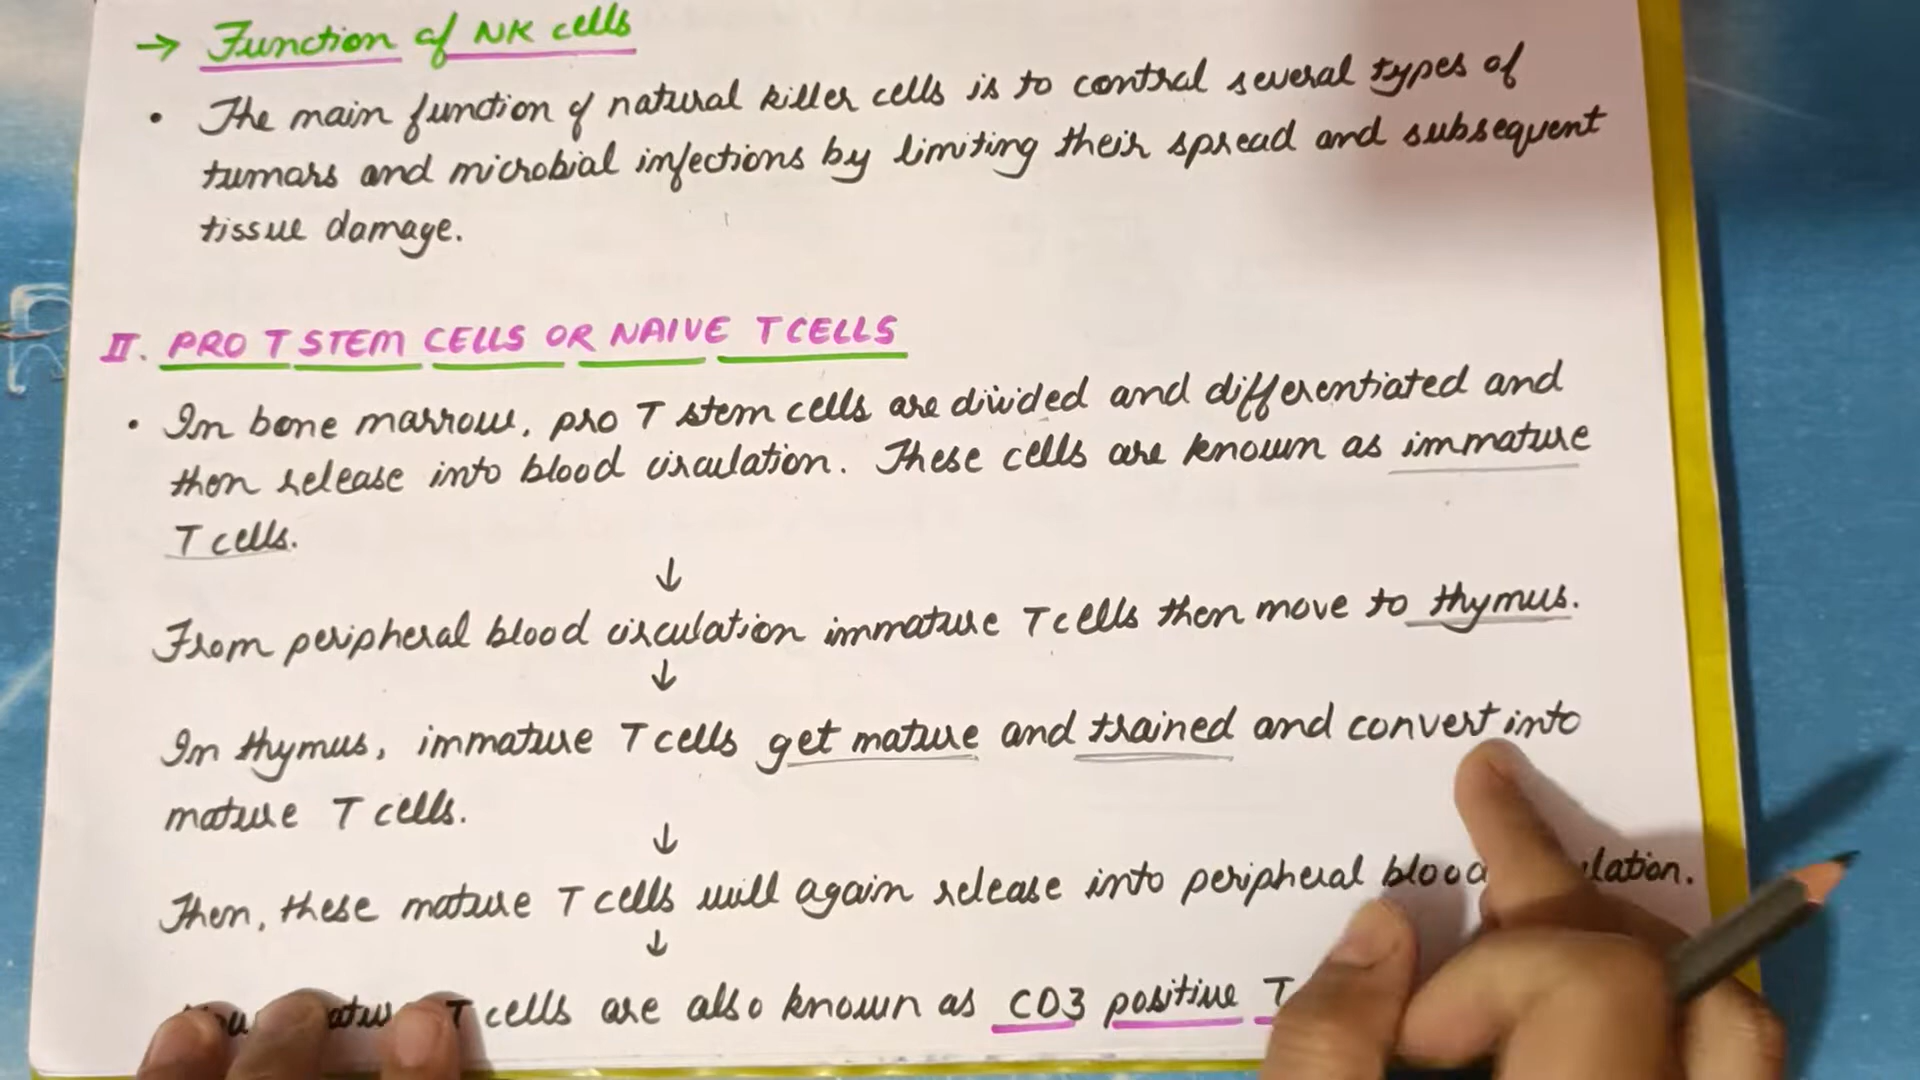 → Function of NK cells
• The main function of natural killer cells is to control several types of
tumars and microbial infections by limiting their spread and subsequent
tissue damage.
II. PRO T STEM CELLS OR NAIVE T CELLS
• In bone marrow, pro T stem cells are divided and differentiated and
then release into blood circulation. These cells are known as immature
T cells.
↓
From peripheral blood circulation immature T cells then move to thymus.
↓
In thymus, immature T cells get mature and trained and convert into
mature T cells.
↓
Then, these mature T cells will again release into peripheral blood
↓
T cells are also known as CD3 positive T